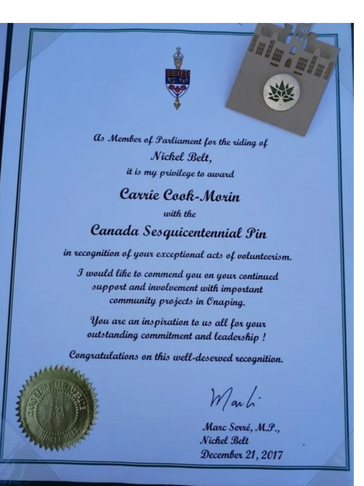 As Member of Parliament for the riding of
Nickel Belt,
it is my privilege to award
Carrie Cook-Morin
with the
Canada Sesquicentennial Pin
in recognition of your exceptional acts of volunteerism.
I would like to commend you on your continued
support and involvement with important
community projects in Onaping.
You are an inspiration to us all for your
outstanding commitment and leadership !
Congratulations on this well-deserved recognition.
Marc Serré, M.P.,
Nickel Belt
December 21, 2017